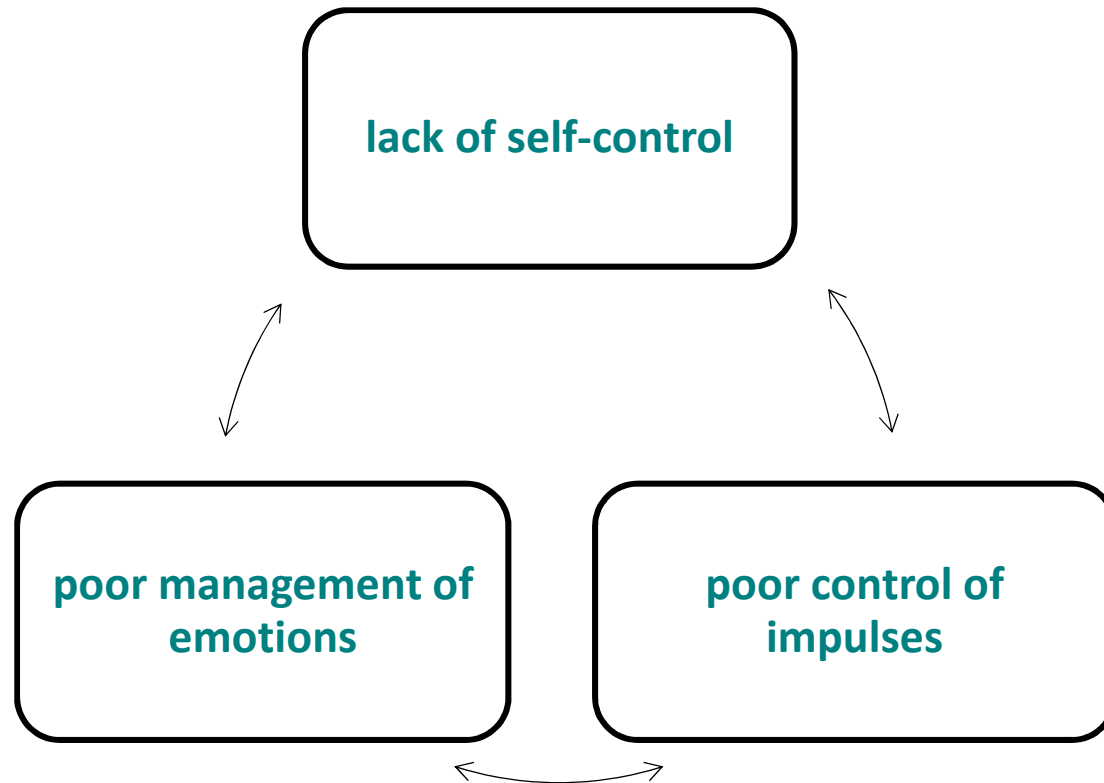 lack of self-control
poor management of
emotions
poor control of
impulses